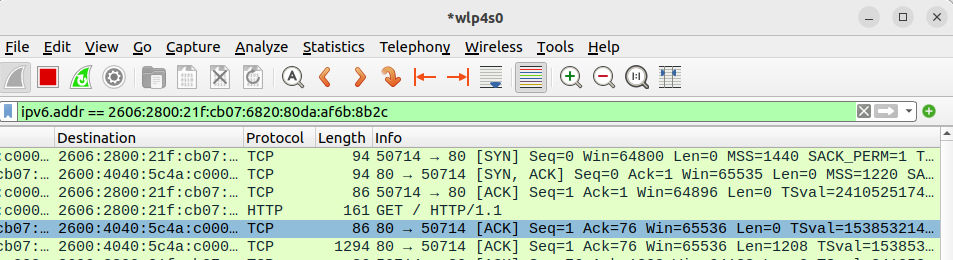 *wlp4s0
File Edit View Go Capture Analyze Statistics Telephony Wireless Tools Help
ipv6.addr == 2606:2800:21f:cb07:6820:80da:af6b:8b2c
Destination Protocol Length Info
:c000… 2606:2800:21f:cb07:… TCP 94 50714 → 80 [SYN] Seq=0 Win=64800 Len=0 MSS=1440 SACK_PERM=1 T…
cb07:… 2600:4040:5c4a:c000… TCP 94 80 → 50714 [SYN, ACK] Seq=0 Ack=1 Win=65535 Len=0 MSS=1220 SA…
:c000… 2606:2800:21f:cb07:… TCP 86 50714 → 80 [ACK] Seq=1 Ack=1 Win=64896 Len=0 TSval=2410525174…
:c000… 2606:2800:21f:cb07:… HTTP 161 GET / HTTP/1.1
cb07:… 2600:4040:5c4a:c000… TCP 86 80 → 50714 [ACK] Seq=1 Ack=76 Win=65536 Len=0 TSval=153853214…
cb07:… 2600:4040:5c4a:c000… TCP 1294 80 → 50714 [ACK] Seq=1 Ack=76 Win=65536 Len=1208 TSval=153853…